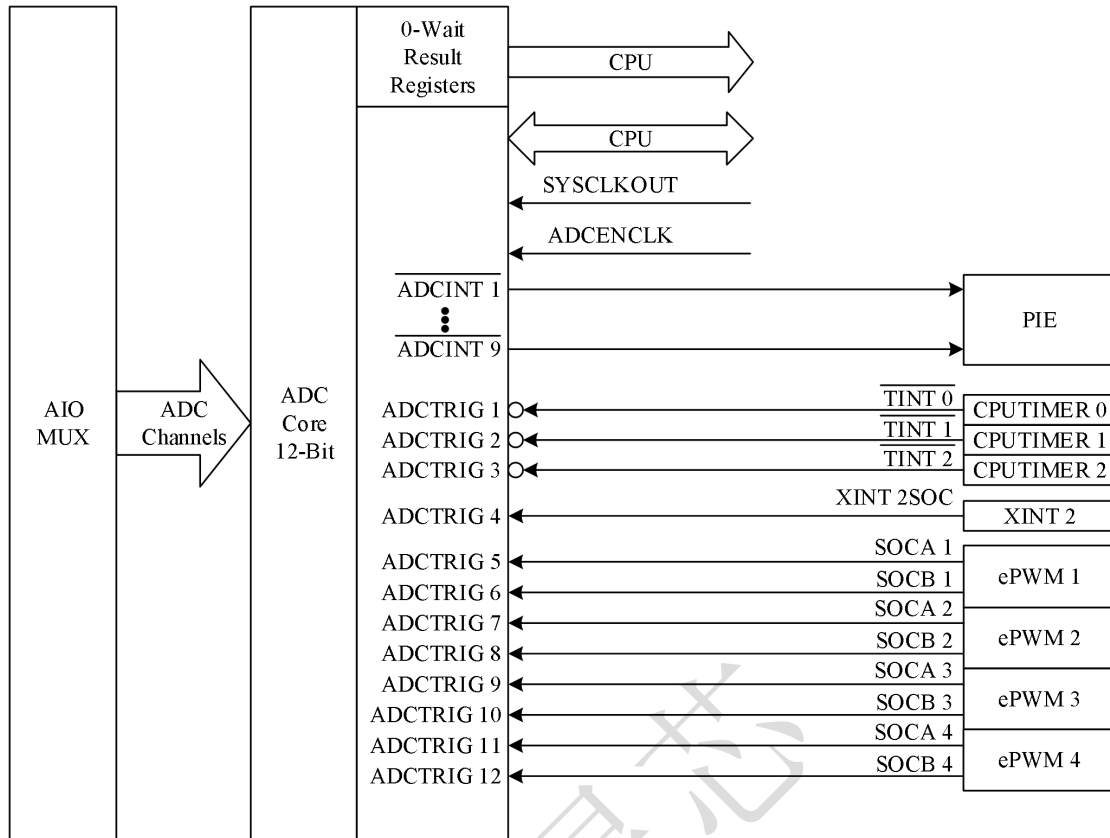 0-Wait
Result
Registers
CPU
CPU
SYSCLKOUT
ADCENCLK
ADCINT 1
ADCINT 9
PIE
AIO
MUX
ADC
Channels
ADC
Core
12-Bit
ADCTRIG 1
TINT 0
CPUTIMER 0
ADCTRIG 2
TINT 1
CPUTIMER 1
ADCTRIG 3
TINT 2
CPUTIMER 2
ADCTRIG 4
XINT 2SOC
XINT 2
ADCTRIG 5
SOCA 1
ePWM 1
ADCTRIG 6
SOCB 1
ADCTRIG 7
SOCA 2
ePWM 2
ADCTRIG 8
SOCB 2
ADCTRIG 9
SOCA 3
ePWM 3
ADCTRIG 10
SOCB 3
ADCTRIG 11
SOCA 4
ePWM 4
ADCTRIG 12
SOCB 4
芯